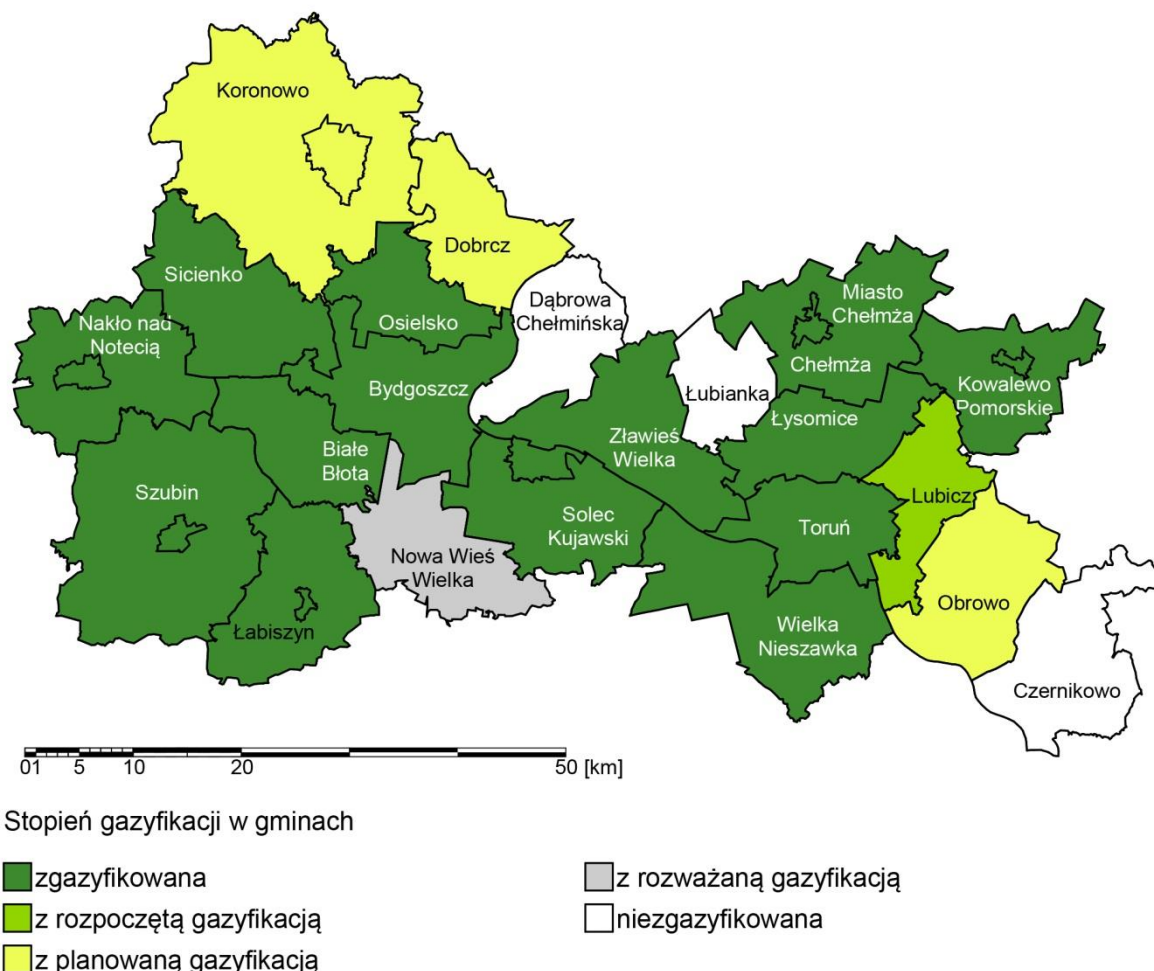 Koronowo
Dobrcz
Sicienko
Dąbrowa
Chełmińska
Miasto
Chełmża
Nakło nad
Notecią
Osielsko
Chełmża
Bydgoszcz
Łubianka
Kowalewo
Pomorskie
Łysomice
Zławieś
Wielka
Białe
Błota
Szubin
Lubicz
Solec
Kujawski
Toruń
Nowa Wieś
Wielka
Obrowo
Łabiszyn
Wielka
Nieszawka
Czernikowo
01 5 10 20 50 [km]
Stopień gazyfikacji w gminach
zgazyfikowana
z rozpoczętą gazyfikacją
z planowaną gazyfikacją
z rozważaną gazyfikacją
niezgazyfikowana